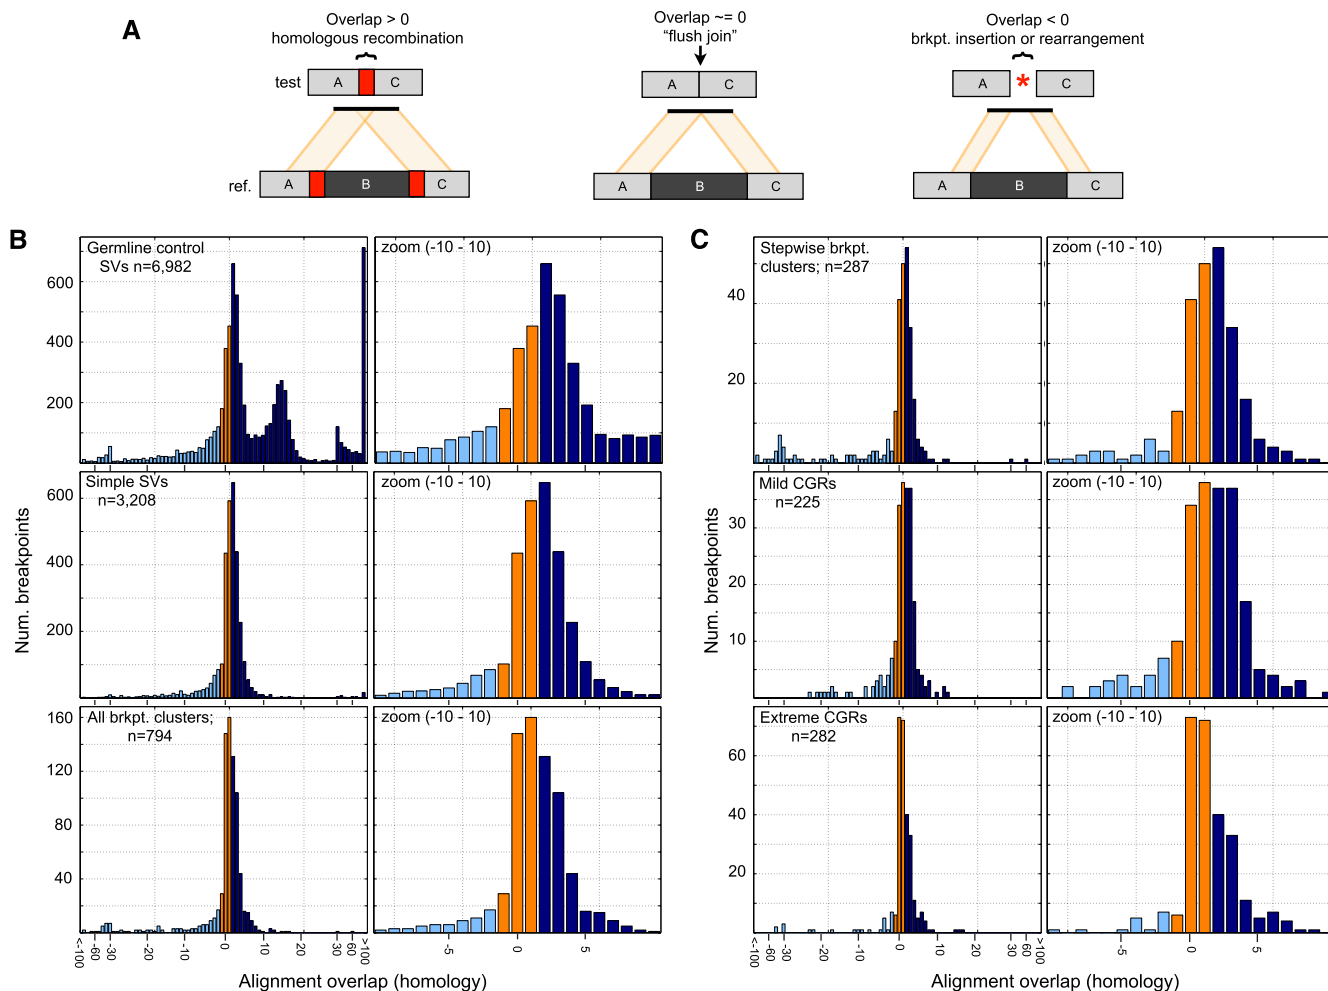 A
Overlap > 0
homologous recombination
test
A
C
ref.
A
B
C
Overlap ~= 0
“flush join”
A
C
A
B
C
Overlap < 0
brkpt. insertion or rearrangement
A
*
C
A
B
C
B
Num. breakpoints
Germline control
SVs n=6,982
600
400
200
zoom (-10 - 10)
Simple SVs
n=3,208
600
400
200
zoom (-10 - 10)
All brkpt. clusters;
n=794
160
120
80
40
zoom (-10 - 10)
<-100
-60
-30
-20
-10
0
10
20
30
60
>100
-5
0
5
Alignment overlap (homology)
C
Num. breakpoints
Stepwise brkpt.
clusters; n=287
40
20
zoom (-10 - 10)
Mild CGRs
n=225
30
20
10
zoom (-10 - 10)
Extreme CGRs
n=282
60
40
20
zoom (-10 - 10)
<-100
-60
-30
-20
-10
0
10
20
30
60
>100
-5
0
5
Alignment overlap (homology)